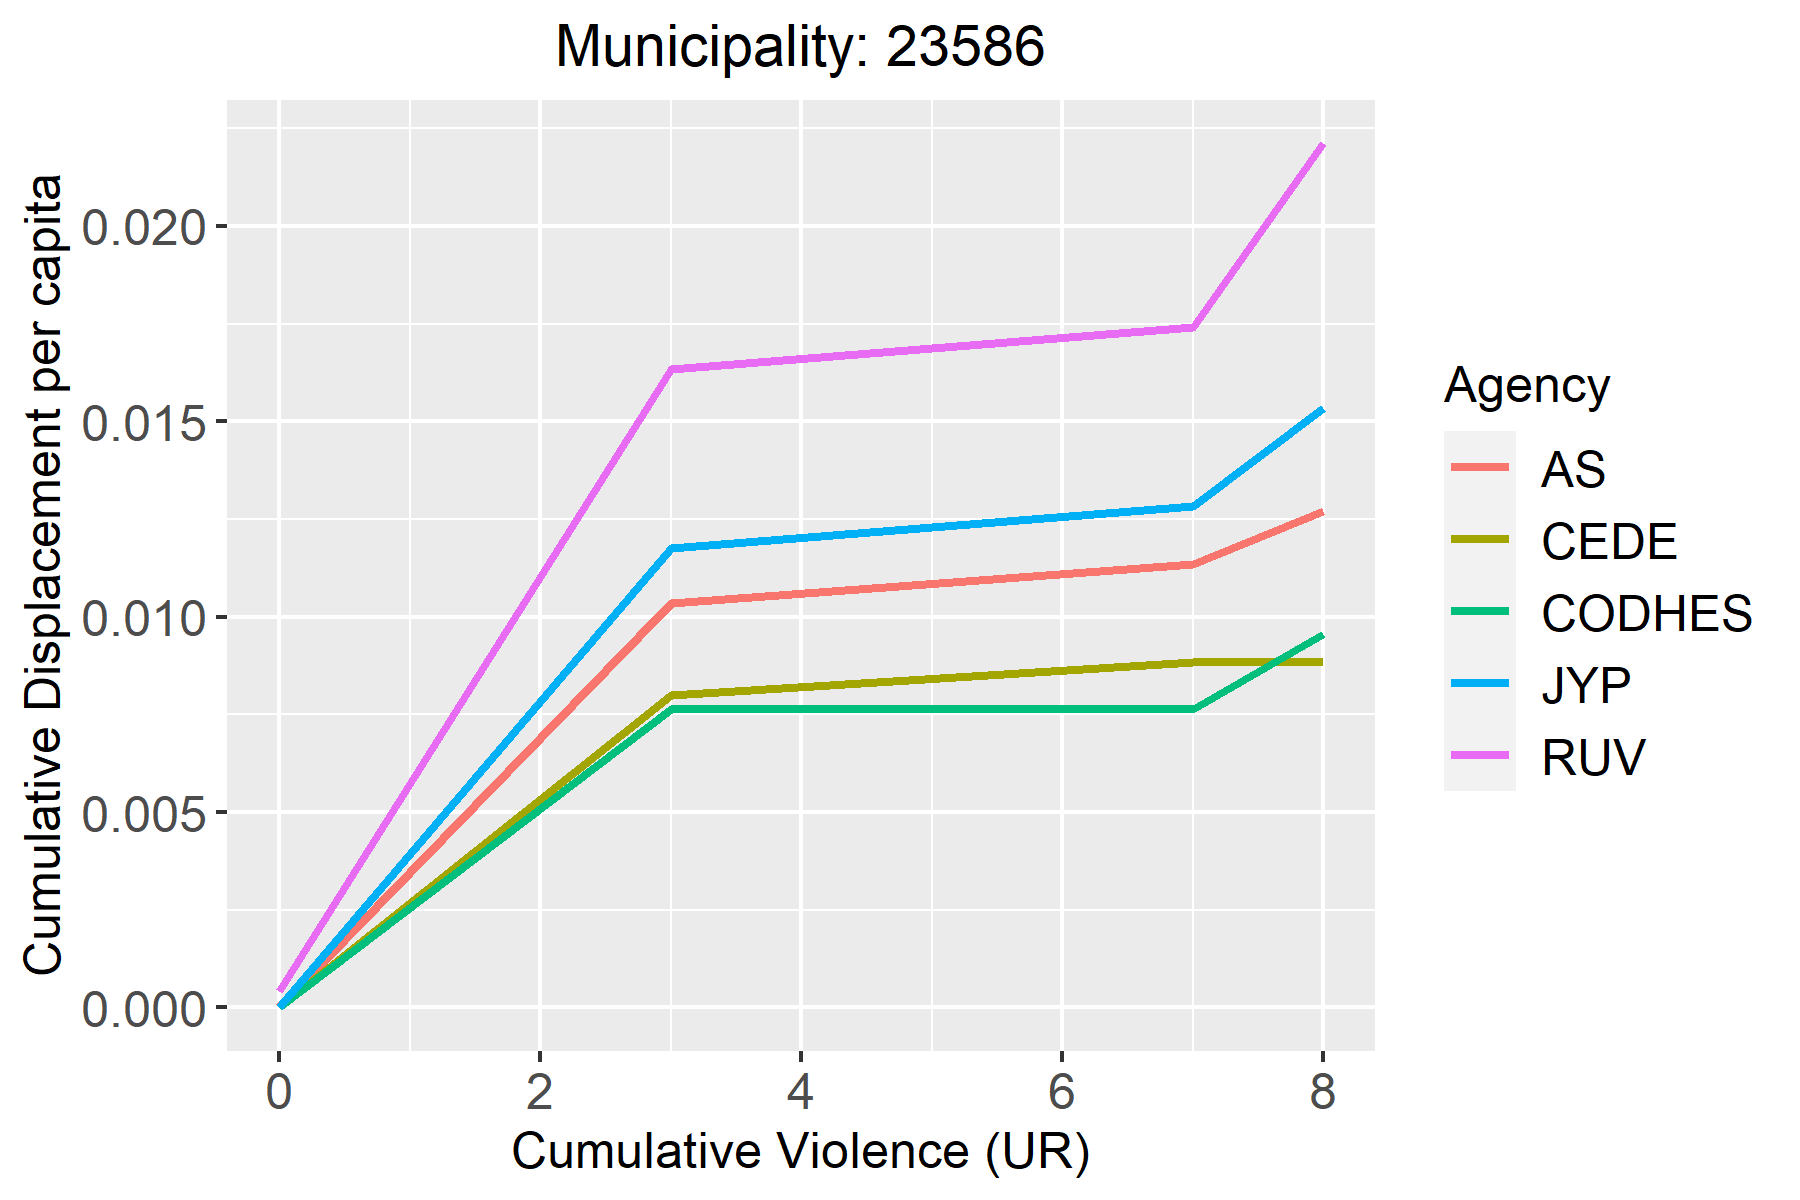 Municipality: 23586
Cumulative Displacement per capita
0.020
0.015
0.010
0.005
0.000
0 2 4 6 8
Cumulative Violence (UR)
Agency
AS
CEDE
CODHES
JYP
RUV